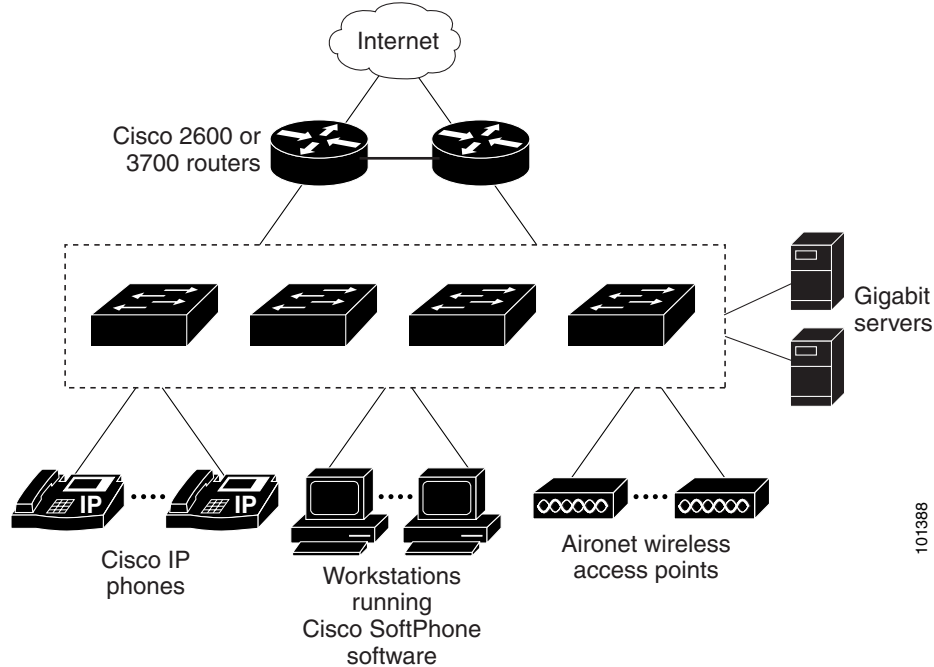 Internet
Cisco 2600 or
3700 routers
Gigabit
servers
IP
IP
Cisco IP
phones
Workstations
running
Cisco SoftPhone
software
Aironet wireless
access points
101388